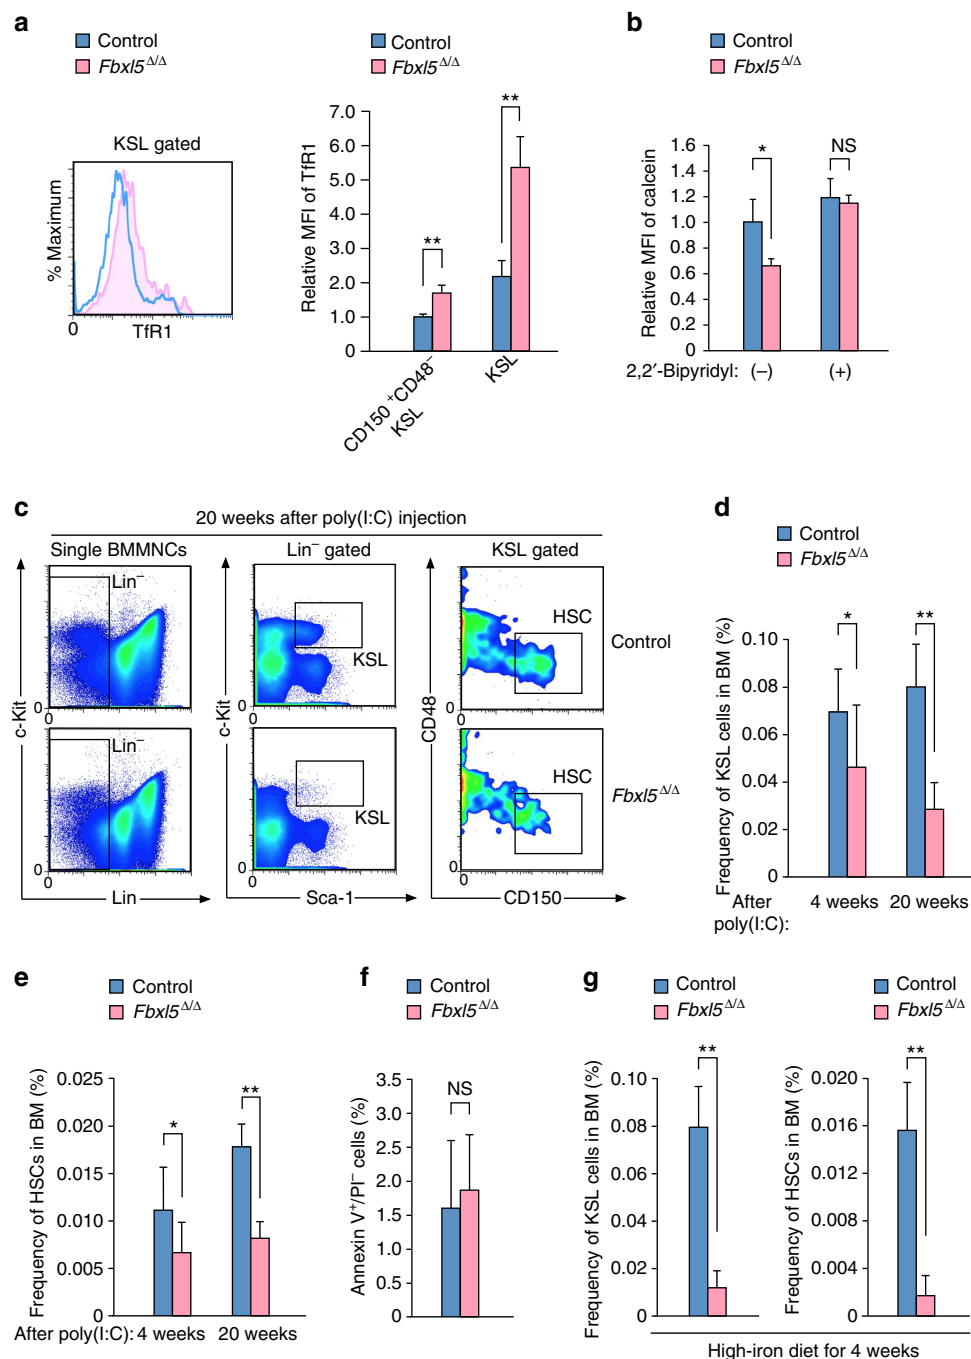 a
Control
Fbxl5Δ/Δ
KSL gated
% Maximum
0
TfR1
Control
Fbxl5Δ/Δ
Relative MFI of TfR1
7.0
6.0
5.0
4.0
3.0
2.0
1.0
0
**
**
CD150+CD48−
KSL
KSL
b
Control
Fbxl5Δ/Δ
Relative MFI of calcein
1.8
1.6
1.4
1.2
1.0
0.8
0.6
0.4
0.2
0
*
NS
2,2′-Bipyridyl: (−) (+)
c
20 weeks after poly(I:C) injection
Single BMMNCs
Lin− gated
KSL gated
Lin−
KSL
HSC
Control
0
0
0
0
0
0
c-Kit
c-Kit
CD48
Lin−
KSL
HSC
Fbxl5Δ/Δ
0
0
0
0
0
0
Lin
Sca-1
CD150
d
Control
Fbxl5Δ/Δ
Frequency of KSL cells in BM (%)
0.10
0.08
0.06
0.04
0.02
0
*
**
After
poly(I:C):
4 weeks 20 weeks
e
Control
Fbxl5Δ/Δ
Frequency of HSCs in BM (%)
0.025
0.020
0.015
0.010
0.005
0
*
**
After poly(I:C): 4 weeks 20 weeks
f
Control
Fbxl5Δ/Δ
Annexin V+/PI− cells (%)
3.5
3.0
2.5
2.0
1.5
1.0
0.5
0
NS
g
Control
Fbxl5Δ/Δ
Frequency of KSL cells in BM (%)
0.10
0.08
0.06
0.04
0.02
0
**
Control
Fbxl5Δ/Δ
Frequency of HSCs in BM (%)
0.020
0.016
0.012
0.008
0.004
0
**
High-iron diet for 4 weeks